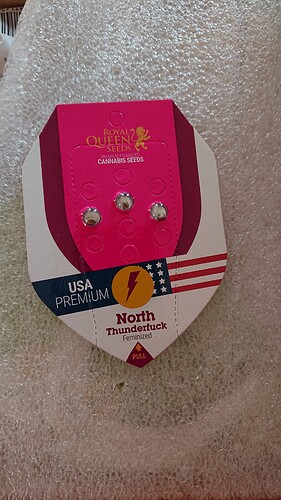 ROYAL
QUEEN
SEEDS
CANNABIS SEEDS
USA
PREMIUM
North
Thunderfuck
Feminized
PULL